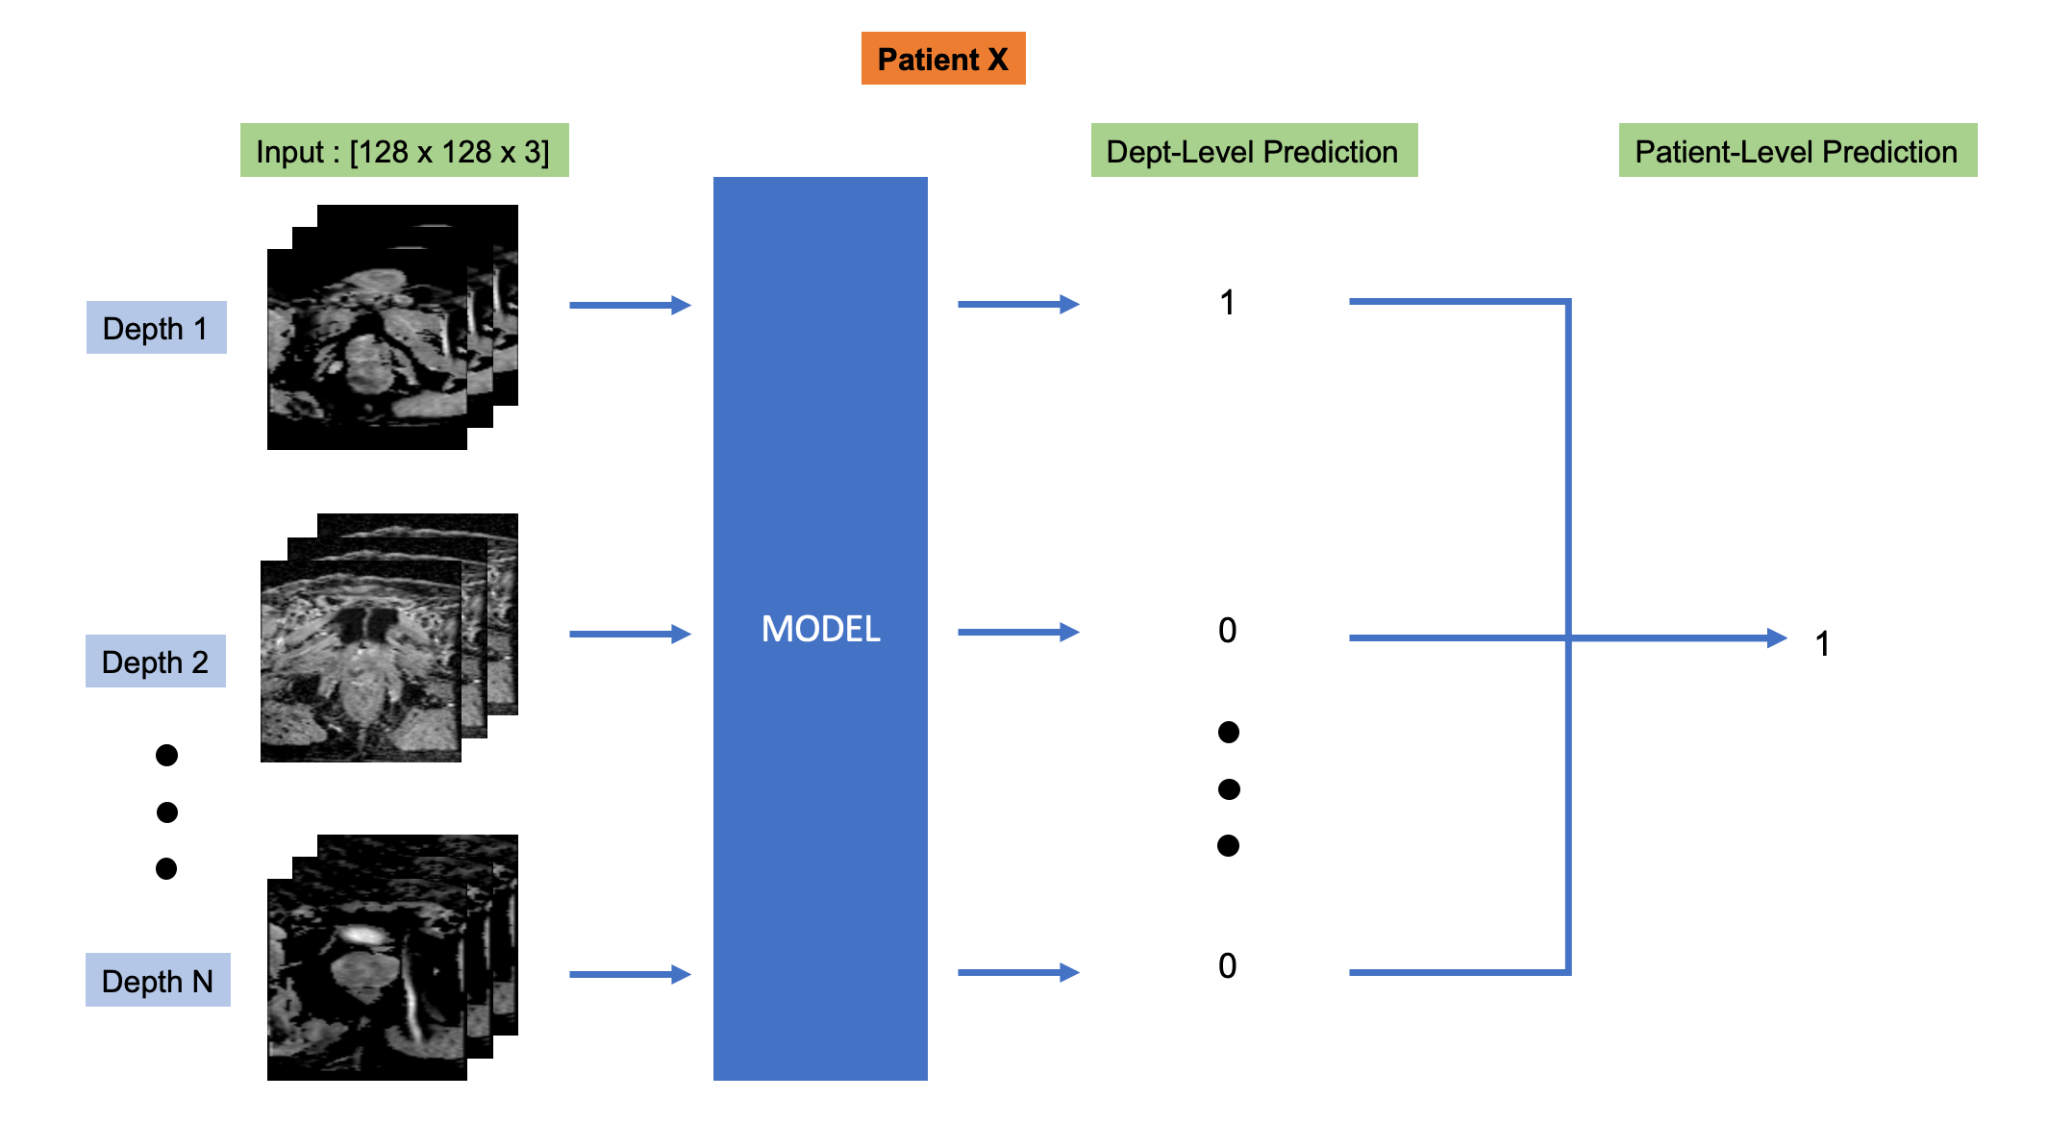 Patient X
Input : [128 x 128 x 3]
Dept-Level Prediction
Patient-Level Prediction
Depth 1
1
Depth 2
MODEL
0
1
Depth N
0